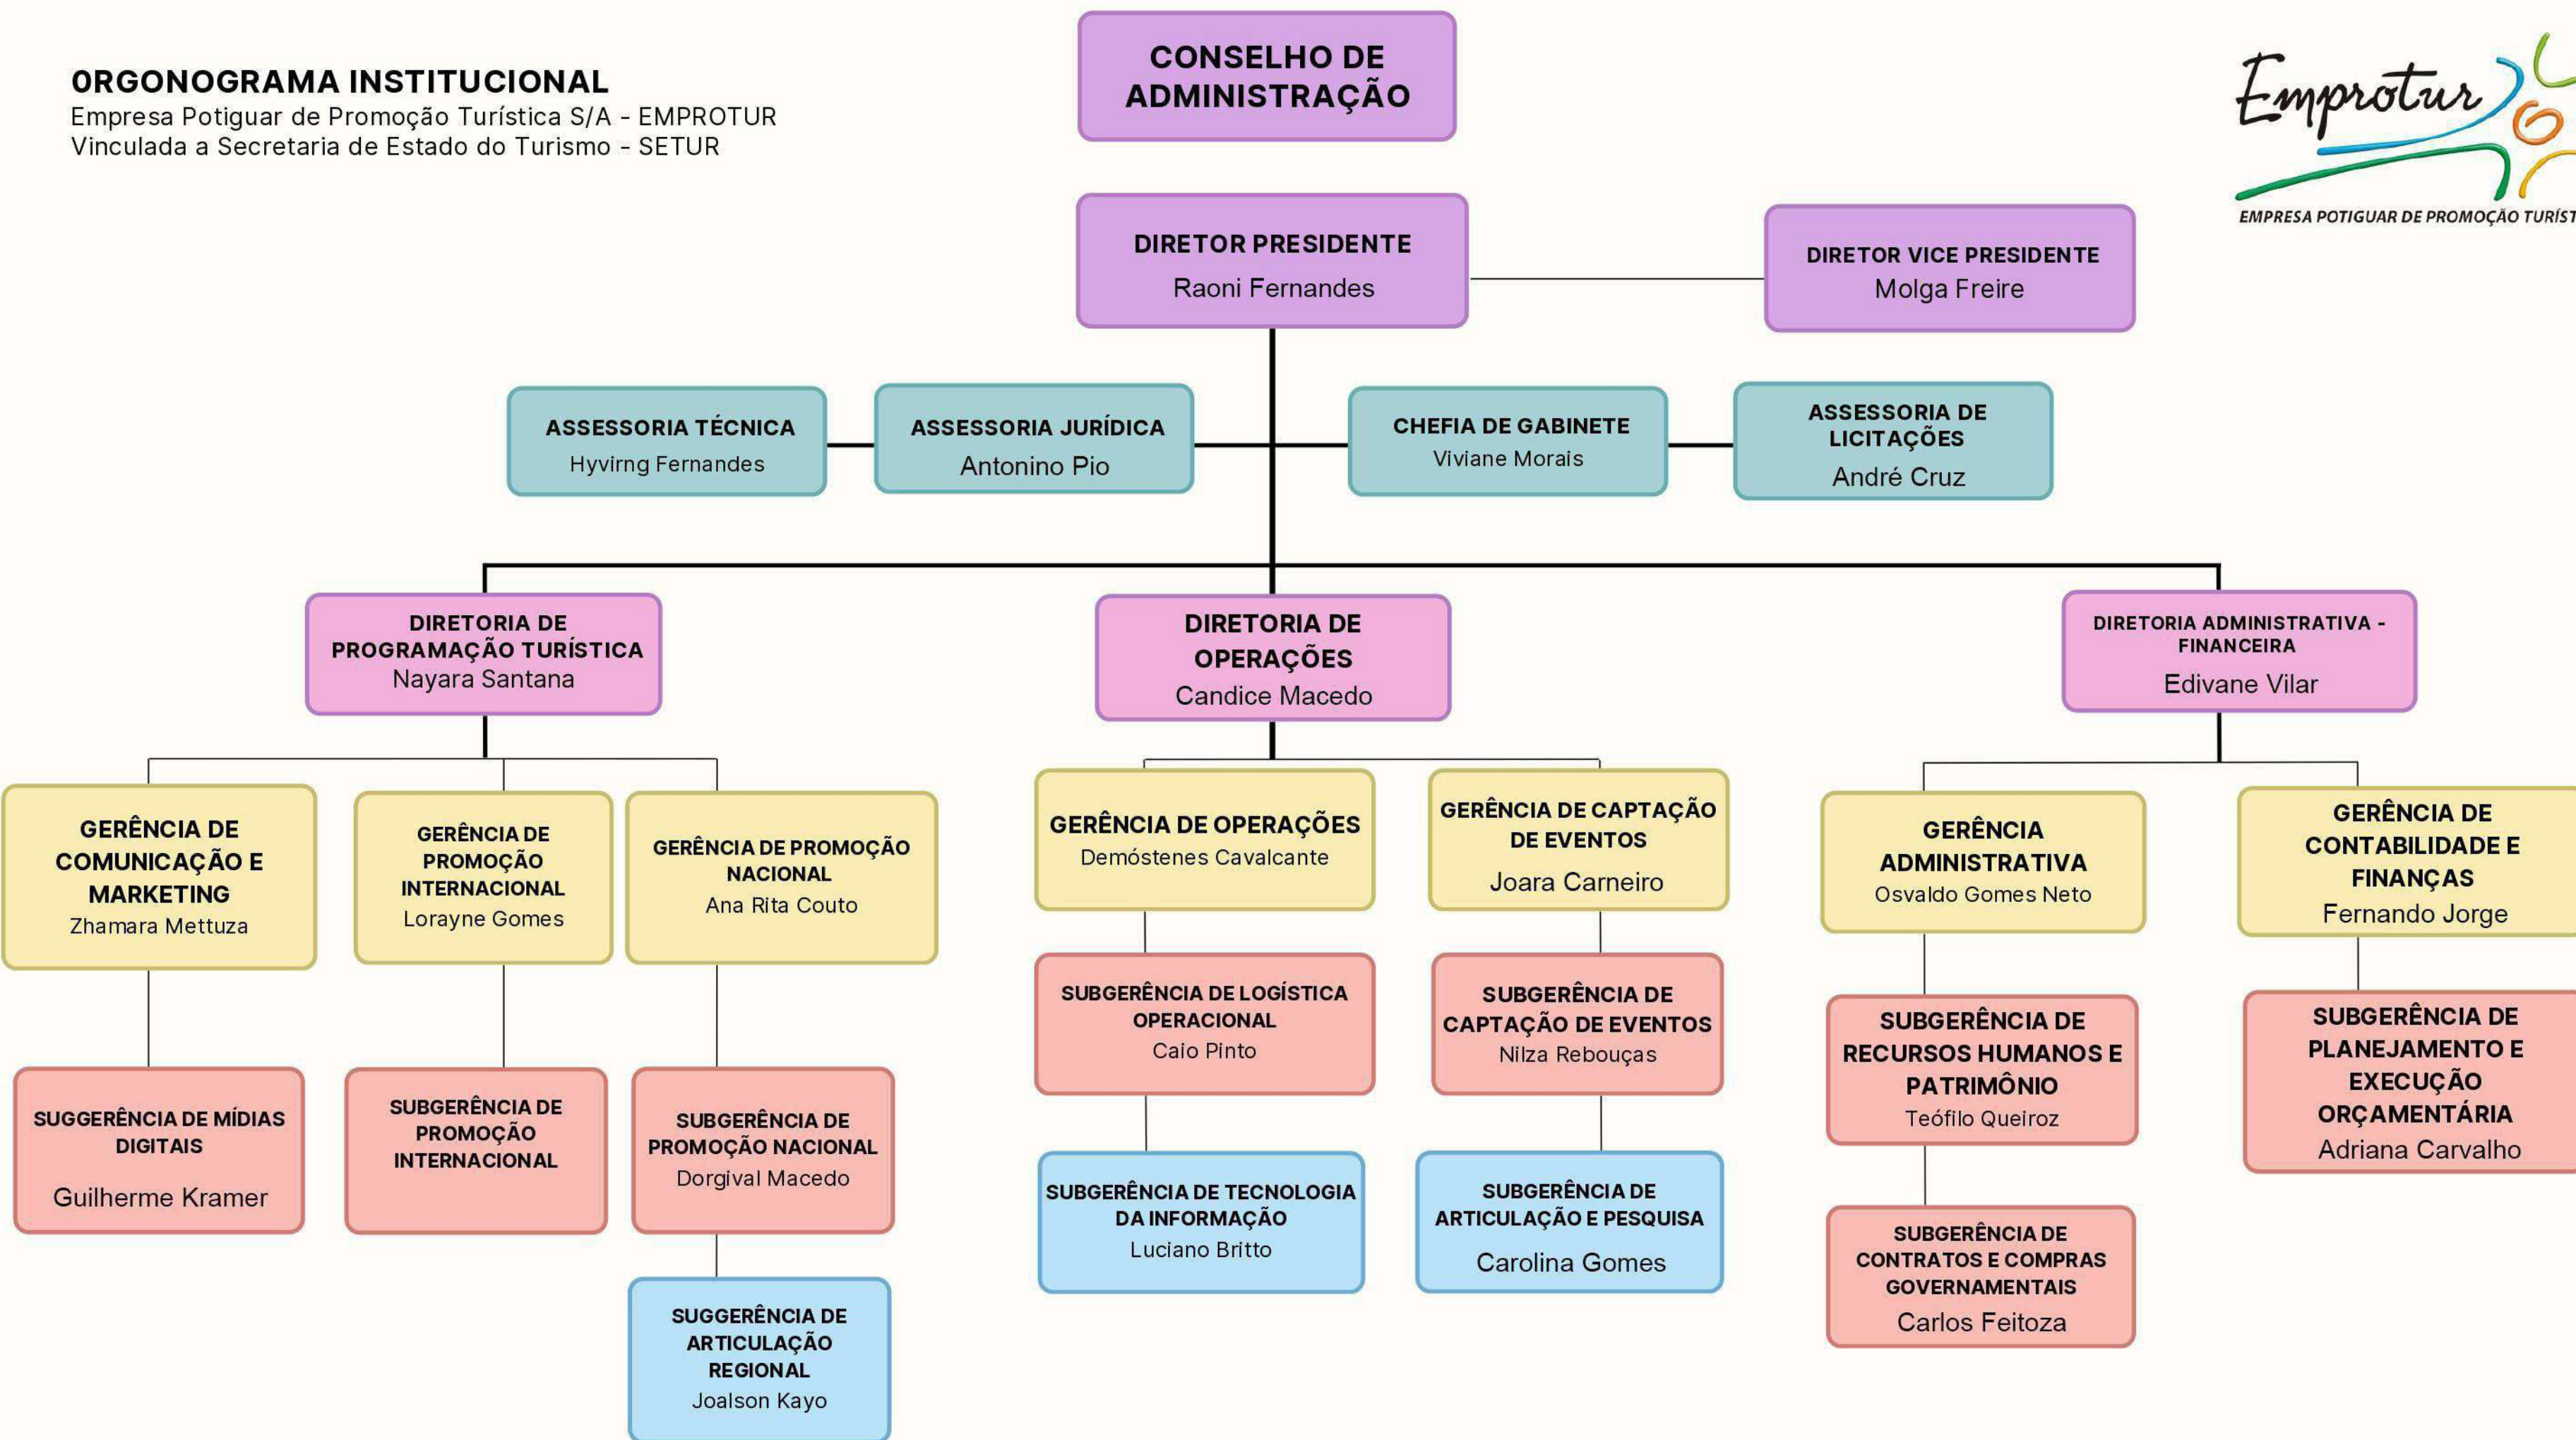 0RGONOGRAMA INSTITUCIONAL
Empresa Potiguar de Promoção Turística S/A - EMPROTUR
Vinculada a Secretaria de Estado do Turismo - SETUR
CONSELHO DE
ADMINISTRAÇÃO
Emprotur
EMPRESA POTIGUAR DE PROMOÇÃO TURÍST
DIRETOR PRESIDENTE
Raoni Fernandes
DIRETOR VICE PRESIDENTE
Molga Freire
ASSESSORIA TÉCNICA
Hyvirng Fernandes
ASSESSORIA JURÍDICA
Antonino Pio
CHEFIA DE GABINETE
Viviane Morais
ASSESSORIA DE
LICITAÇÕES
André Cruz
DIRETORIA DE
PROGRAMAÇÃO TURÍSTICA
Nayara Santana
DIRETORIA DE
OPERAÇÕES
Candice Macedo
DIRETORIA ADMINISTRATIVA -
FINANCEIRA
Edivane Vilar
GERÊNCIA DE
COMUNICAÇÃO E
MARKETING
Zhamara Mettuza
GERÊNCIA DE
PROMOÇÃO
INTERNACIONAL
Lorayne Gomes
GERÊNCIA DE PROMOÇÃO
NACIONAL
Ana Rita Couto
GERÊNCIA DE OPERAÇÕES
Demóstenes Cavalcante
GERÊNCIA DE CAPTAÇÃO
DE EVENTOS
Joara Carneiro
GERÊNCIA
ADMINISTRATIVA
Osvaldo Gomes Neto
GERÊNCIA DE
CONTABILIDADE E
FINANÇAS
Fernando Jorge
SUGGERÊNCIA DE MÍDIAS
DIGITAIS
Guilherme Kramer
SUBGERÊNCIA DE
PROMOÇÃO
INTERNACIONAL
SUBGERÊNCIA DE
PROMOÇÃO NACIONAL
Dorgival Macedo
SUBGERÊNCIA DE LOGÍSTICA
OPERACIONAL
Caio Pinto
SUBGERÊNCIA DE
CAPTAÇÃO DE EVENTOS
Nilza Rebouças
SUBGERÊNCIA DE
RECURSOS HUMANOS E
PATRIMÔNIO
Teófilo Queiroz
SUBGERÊNCIA DE
PLANEJAMENTO E
EXECUÇÃO
ORÇAMENTÁRIA
Adriana Carvalho
SUGGERÊNCIA DE
ARTICULAÇÃO
REGIONAL
Joalson Kayo
SUBGERÊNCIA DE TECNOLOGIA
DA INFORMAÇÃO
Luciano Britto
SUBGERÊNCIA DE
ARTICULAÇÃO E PESQUISA
Carolina Gomes
SUBGERÊNCIA DE
CONTRATOS E COMPRAS
GOVERNAMENTAIS
Carlos Feitoza